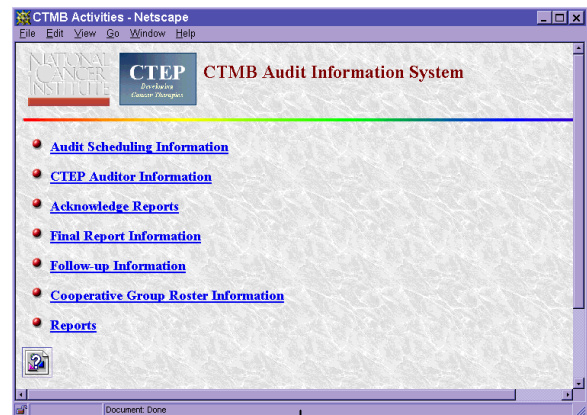 CTMB Activities - Netscape
File Edit View Go Window Help
NATIONAL
CANCER
INSTITUTE
CTEP
Developing
Cancer Therapies
CTMB Audit Information System
Audit Scheduling Information
CTEP Auditor Information
Acknowledge Reports
Final Report Information
Follow-up Information
Cooperative Group Roster Information
Reports
Document: Done